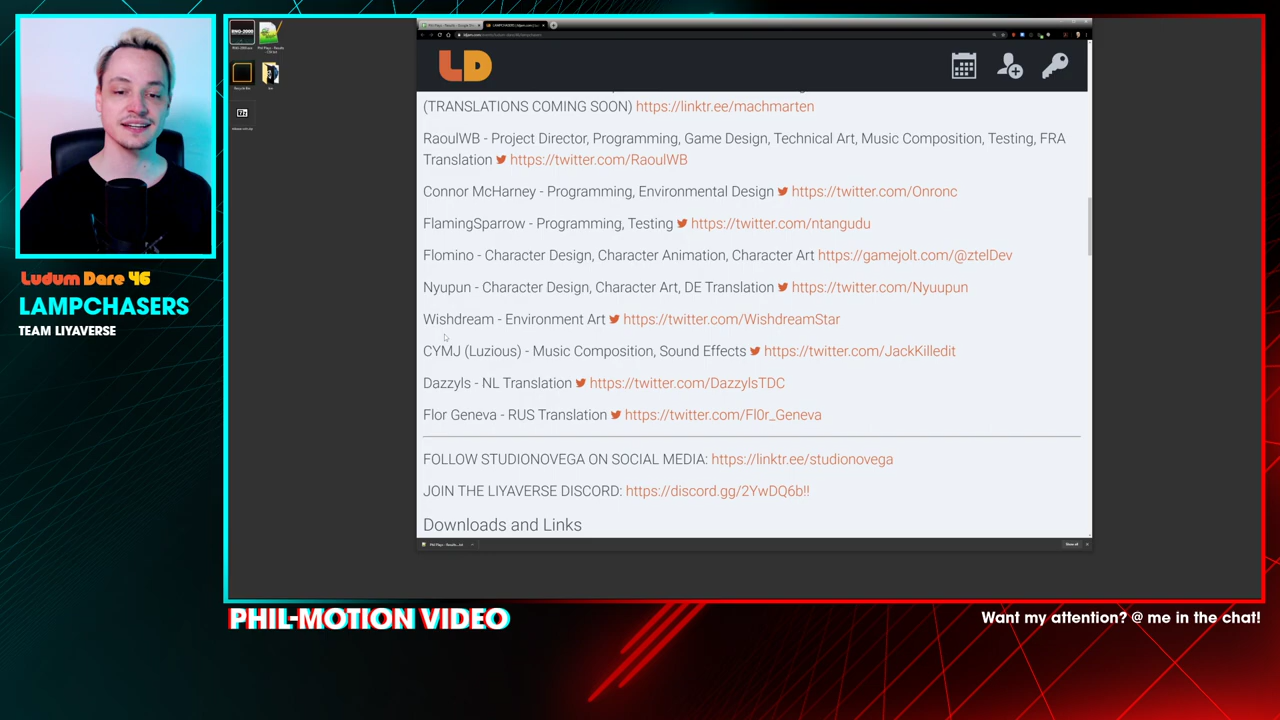 LD
(TRANSLATIONS COMING SOON) https://linktr.ee/machmarten
RaoulWB - Project Director, Programming, Game Design, Technical Art, Music Composition, Testing, FRA
Translation https://twitter.com/RaoulWB
Connor McHarney - Programming, Environmental Design https://twitter.com/Onronc
FlamingSparrow - Programming, Testing https://twitter.com/ntangudu
Flomino - Character Design, Character Animation, Character Art https://gamejolt.com/@ztelDev
Nyupun - Character Design, Character Art, DE Translation https://twitter.com/Nyuupun
Wishdream - Environment Art https://twitter.com/WishdreamStar
CYMJ (Luzious) - Music Composition, Sound Effects https://twitter.com/JackKilledit
Dazzyls - NL Translation https://twitter.com/DazzylsTDC
Flor Geneva - RUS Translation https://twitter.com/Fl0r_Geneva
FOLLOW STUDIONOVEGA ON SOCIAL MEDIA: https://linktr.ee/studionovega
JOIN THE LIYAVERSE DISCORD: https://discord.gg/2YwDQ6b!!
Downloads and Links
Show all
Ludum Dare 46
LAMPCHASERS
TEAM LIYAVERSE
PHIL-MOTION VIDEO
Want my attention? @ me in the chat!